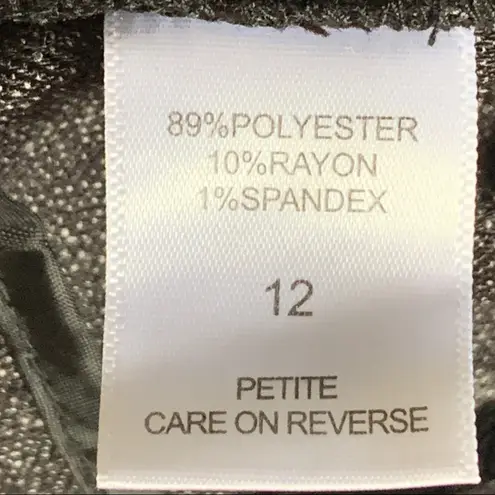 89%POLYESTER
10%RAYON
1%SPANDEX
12
PETITE
CARE ON REVERSE